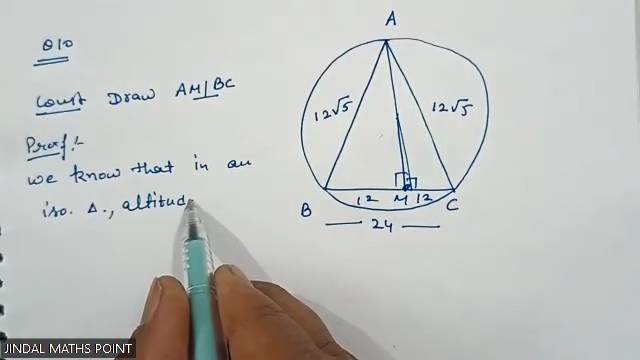 Q10
Const Draw AM⊥BC
Proof:-
we know that in an
iso. Δ., altitud
A
12√5
12√5
12 M 12
B C
24
JINDAL MATHS POINT